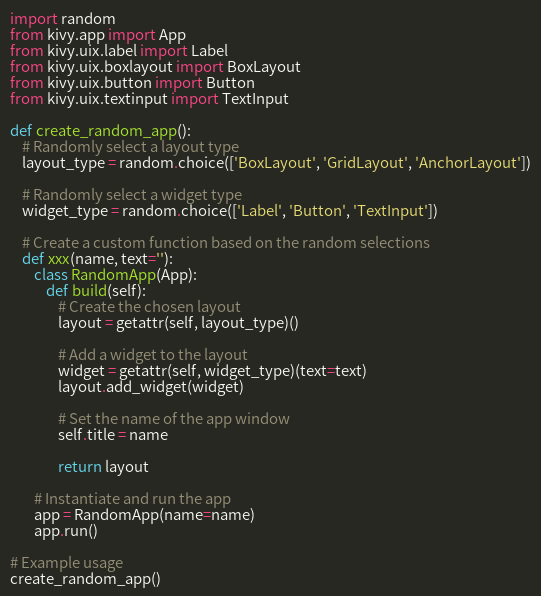 import random
from kivy.app import App
from kivy.uix.label import Label
from kivy.uix.boxlayout import BoxLayout
from kivy.uix.button import Button
from kivy.uix.textinput import TextInput

def create_random_app():
    # Randomly select a layout type
    layout_type = random.choice(['BoxLayout', 'GridLayout', 'AnchorLayout'])

    # Randomly select a widget type
    widget_type = random.choice(['Label', 'Button', 'TextInput'])

    # Create a custom function based on the random selections
    def xxx(name, text=''):
        class RandomApp(App):
            def build(self):
                # Create the chosen layout
                layout = getattr(self, layout_type)()

                # Add a widget to the layout
                widget = getattr(self, widget_type)(text=text)
                layout.add_widget(widget)

                # Set the name of the app window
                self.title = name

                return layout

        # Instantiate and run the app
        app = RandomApp(name=name)
        app.run()

# Example usage
create_random_app()